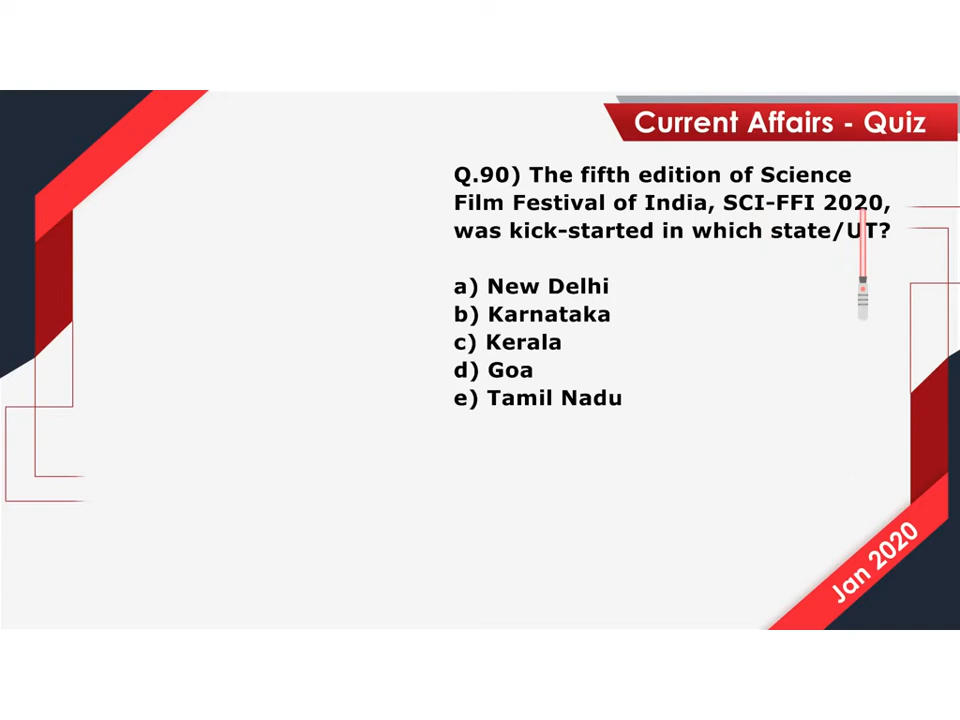 Current Affairs - Quiz
Q.90) The fifth edition of Science
Film Festival of India, SCI-FFI 2020,
was kick-started in which state/UT?
a) New Delhi
b) Karnataka
c) Kerala
d) Goa
e) Tamil Nadu
Jan 2020